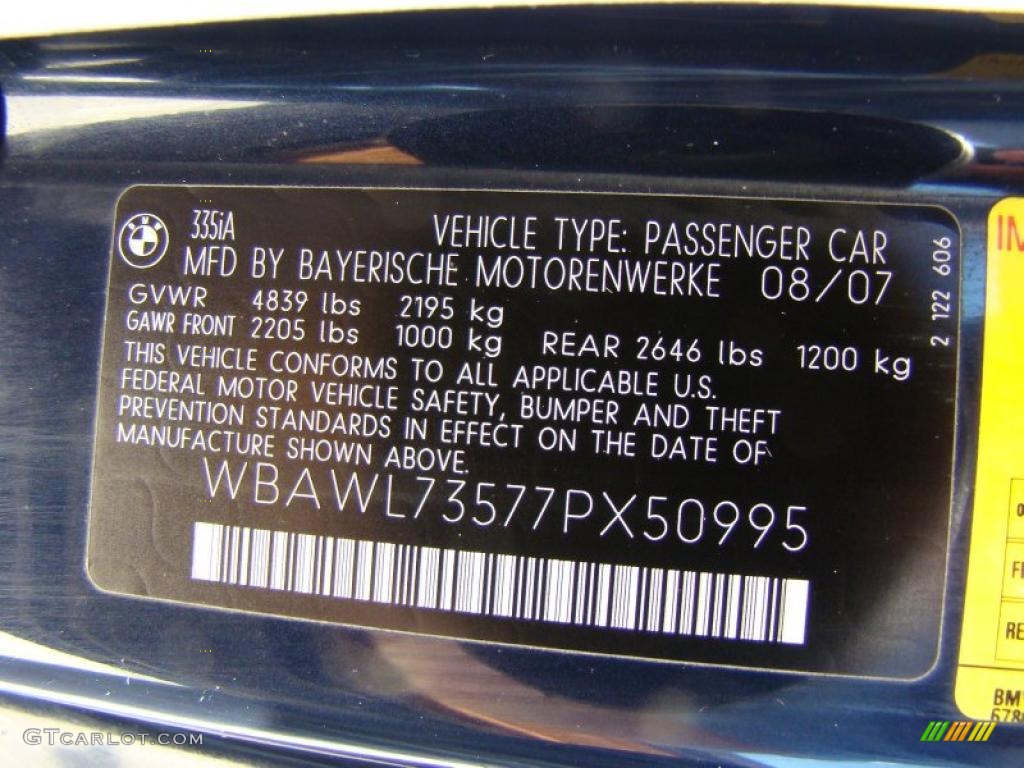 335iA
VEHICLE TYPE: PASSENGER CAR
MFD BY BAYERISCHE MOTORENWERKE 08/07
GVWR 4839 lbs 2195 kg
GAWR FRONT 2205 lbs 1000 kg REAR 2646 lbs 1200 kg
THIS VEHICLE CONFORMS TO ALL APPLICABLE U.S.
FEDERAL MOTOR VEHICLE SAFETY, BUMPER AND THEFT
PREVENTION STANDARDS IN EFFECT ON THE DATE OF
MANUFACTURE SHOWN ABOVE.
WBAWL73577PX50995
2 122 606
GTCARLOT.COM